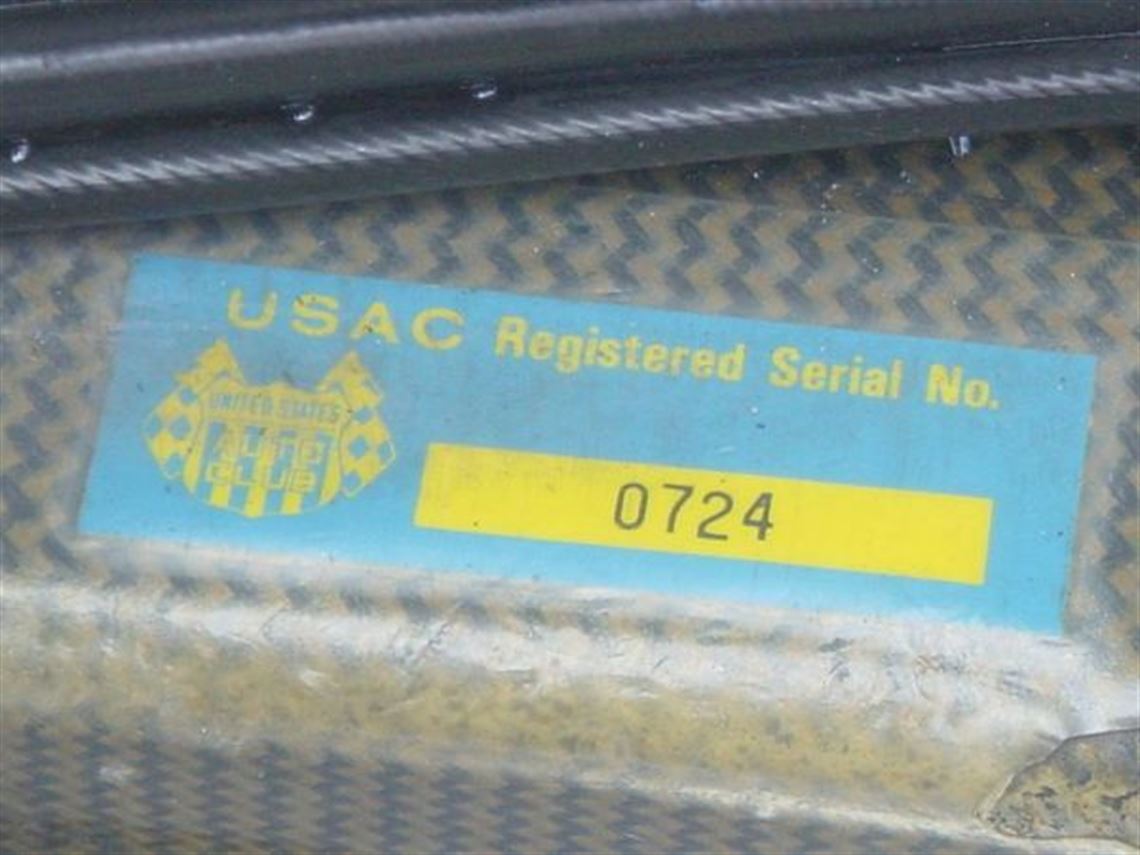 USAC Registered Serial No.
UNITED STATES
AUTO
CLUB
0724